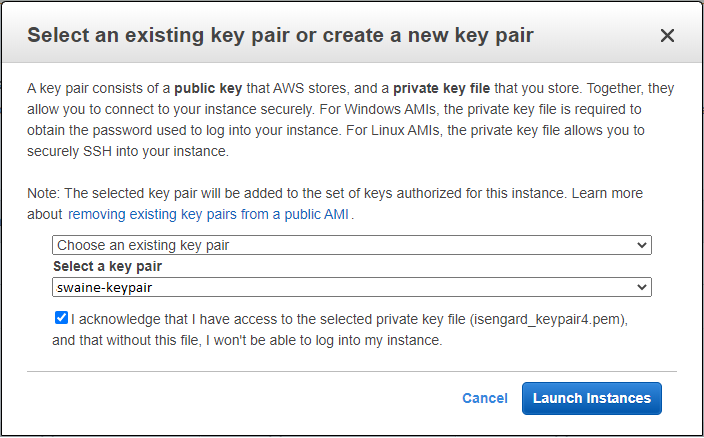 Select an existing key pair or create a new key pair
A key pair consists of a public key that AWS stores, and a private key file that you store. Together, they
allow you to connect to your instance securely. For Windows AMIs, the private key file is required to
obtain the password used to log into your instance. For Linux AMIs, the private key file allows you to
securely SSH into your instance.
Note: The selected key pair will be added to the set of keys authorized for this instance. Learn more
about removing existing key pairs from a public AMI.
Choose an existing key pair
Select a key pair
swaine-keypair
I acknowledge that I have access to the selected private key file (isengard_keypair4.pem),
and that without this file, I won't be able to log into my instance.
Cancel Launch Instances